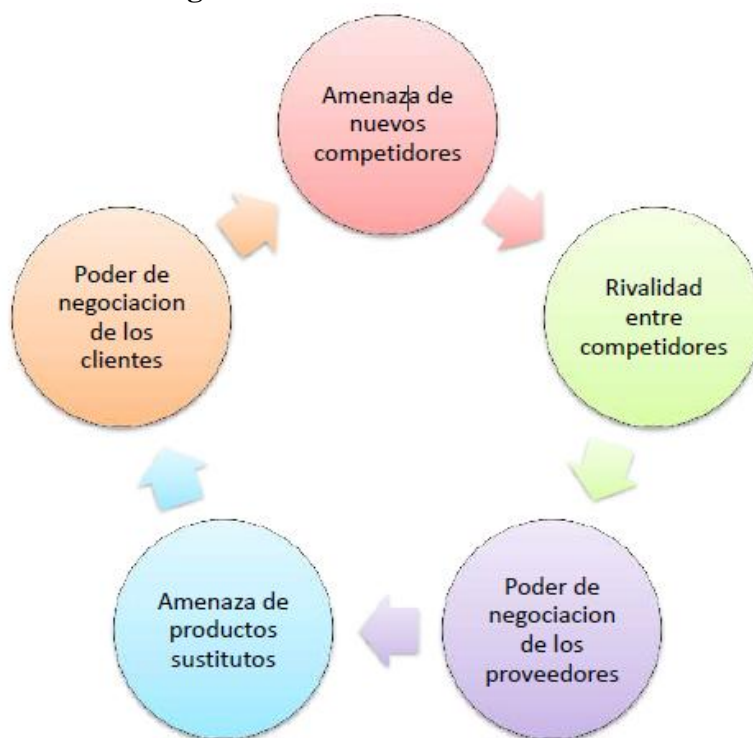 Amenaza de
nuevos
competidores
Rivalidad
entre
competidores
Poder de
negociacion
de los
proveedores
Amenaza de
productos
sustitutos
Poder de
negociacion
de los
clientes